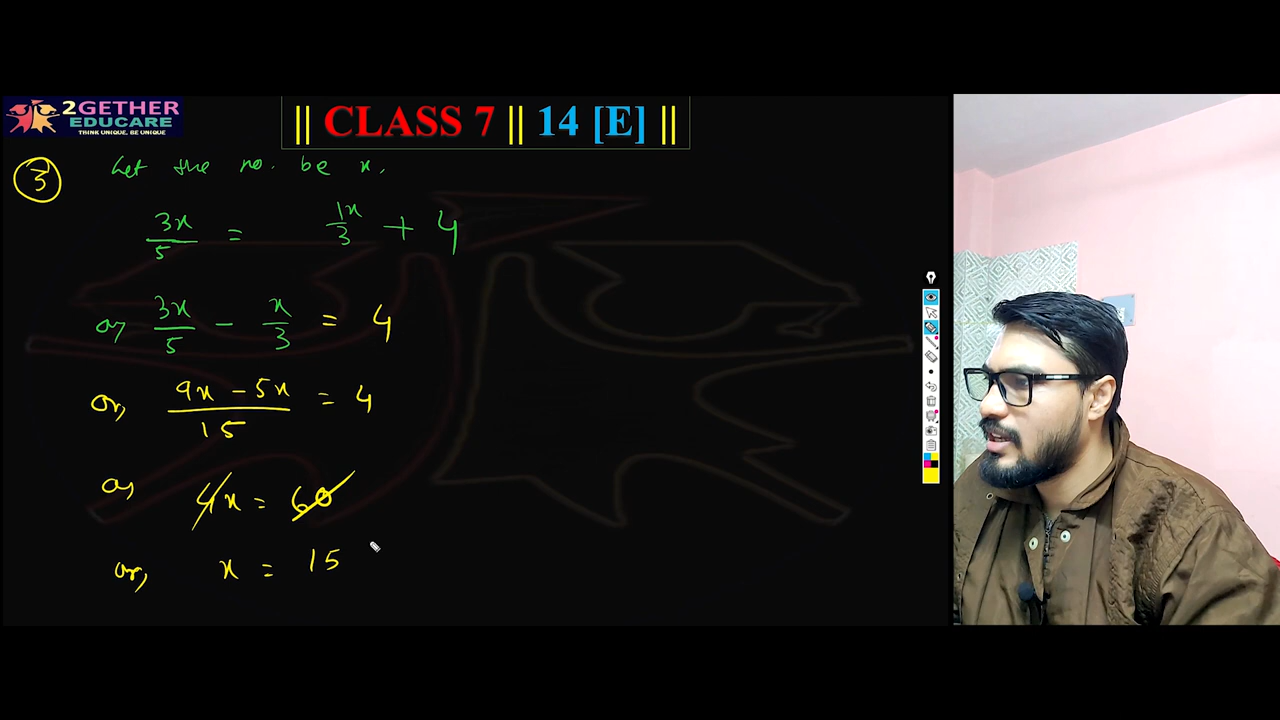 2GETHER
EDUCARE
THINK UNIQUE, BE UNIQUE
|| CLASS 7 || 14 [E] ||
3
Let the no. be x.
3x/5 = 1x/3 + 4
or, 3x/5 - x/3 = 4
or, 9x - 5x/15 = 4
or, 4x = 60
or, x = 15